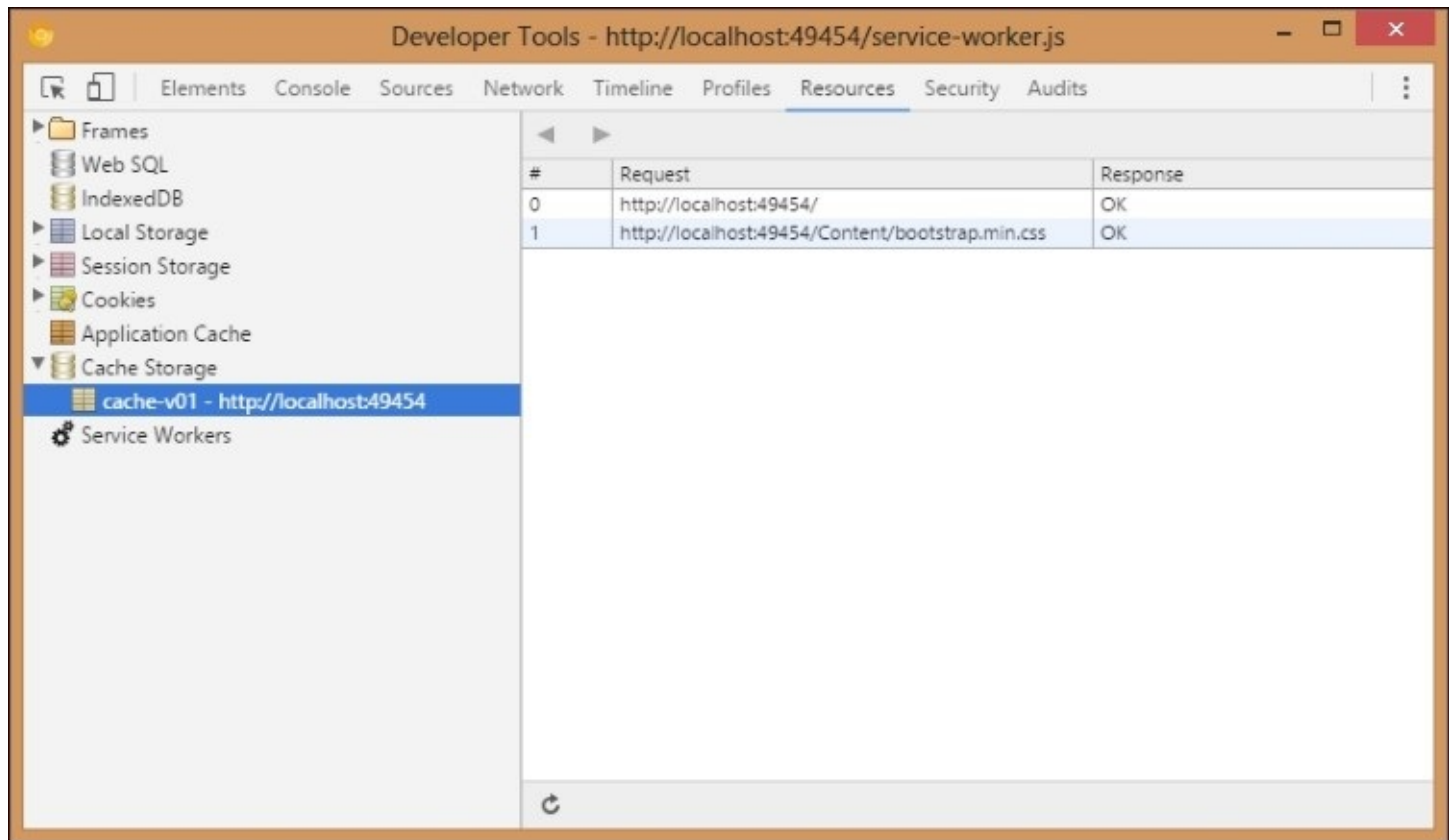 Developer Tools - http://localhost:49454/service-worker.js
Elements Console Sources Network Timeline Profiles Resources Security Audits
Frames
Web SQL
IndexedDB
Local Storage
Session Storage
Cookies
Application Cache
Cache Storage
cache-v01 - http://localhost:49454
Service Workers
# Request Response
0 http://localhost:49454/ OK
1 http://localhost:49454/Content/bootstrap.min.css OK